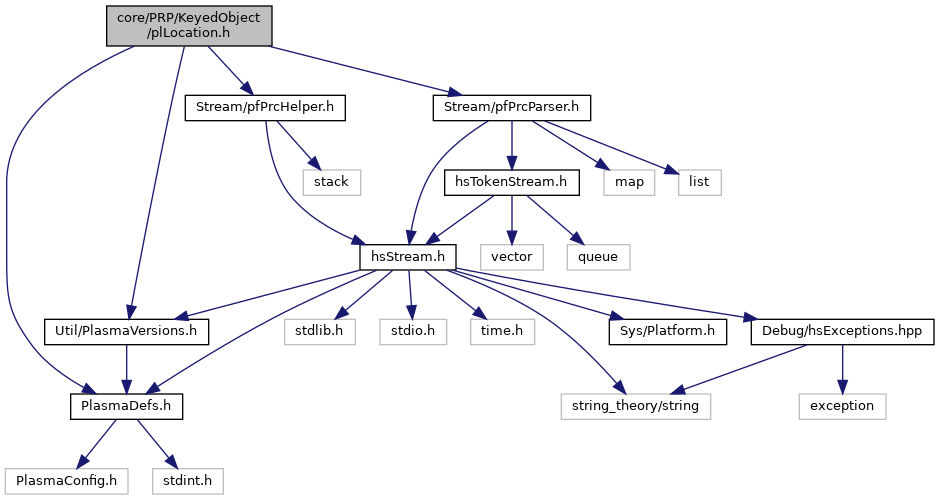 core/PRP/KeyedObject
/plLocation.h
Stream/pfPrcHelper.h
Stream/pfPrcParser.h
stack
hsTokenStream.h
map
list
hsStream.h
vector
queue
Util/PlasmaVersions.h
stdlib.h
stdio.h
time.h
Sys/Platform.h
Debug/hsExceptions.hpp
PlasmaDefs.h
string_theory/string
exception
PlasmaConfig.h
stdint.h